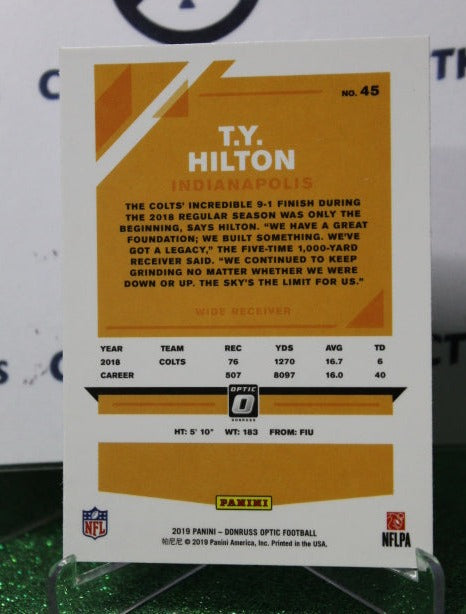 NO. 45
T.Y.
HILTON
INDIANAPOLIS
THE COLTS' INCREDIBLE 9-1 FINISH DURING
THE 2018 REGULAR SEASON WAS ONLY THE
BEGINNING, SAYS HILTON. "WE HAVE A GREAT
FOUNDATION; WE BUILT SOMETHING. WE'VE
GOT A LEGACY," THE FIVE-TIME 1,000-YARD
RECEIVER SAID. "WE CONTINUED TO KEEP
GRINDING NO MATTER WHETHER WE WERE
DOWN OR UP. THE SKY'S THE LIMIT FOR US."
WIDE RECEIVER
YEAR TEAM REC YDS AVG TD
2018 COLTS 76 1270 16.7 6
CAREER 507 8097 16.0 40
OPTIC
DONRUSS
HT: 5' 10" WT: 183 FROM: FIU
PANINI
NFL
NFLPA
2019 PANINI – DONRUSS OPTIC FOOTBALL
帕尼尼 © 2019 Panini America, Inc. Printed in the USA.